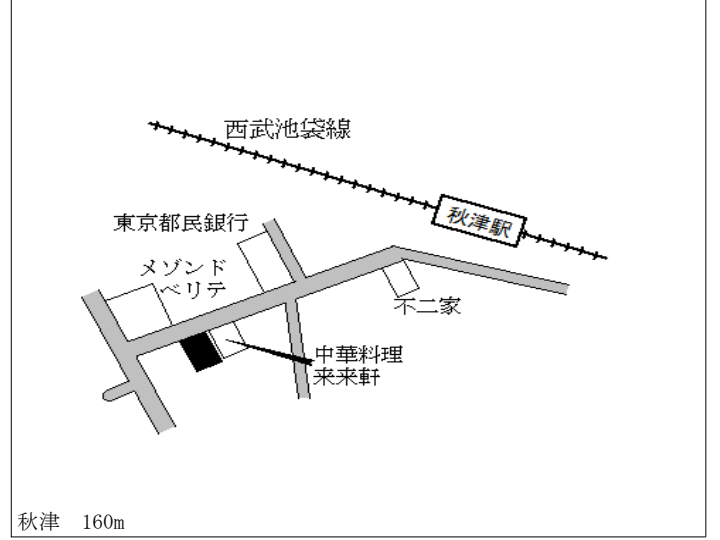 西武池袋線
秋津駅
東京都民銀行
メゾンド
ベリテ
不二家
中華料理
来来軒
秋津　160m